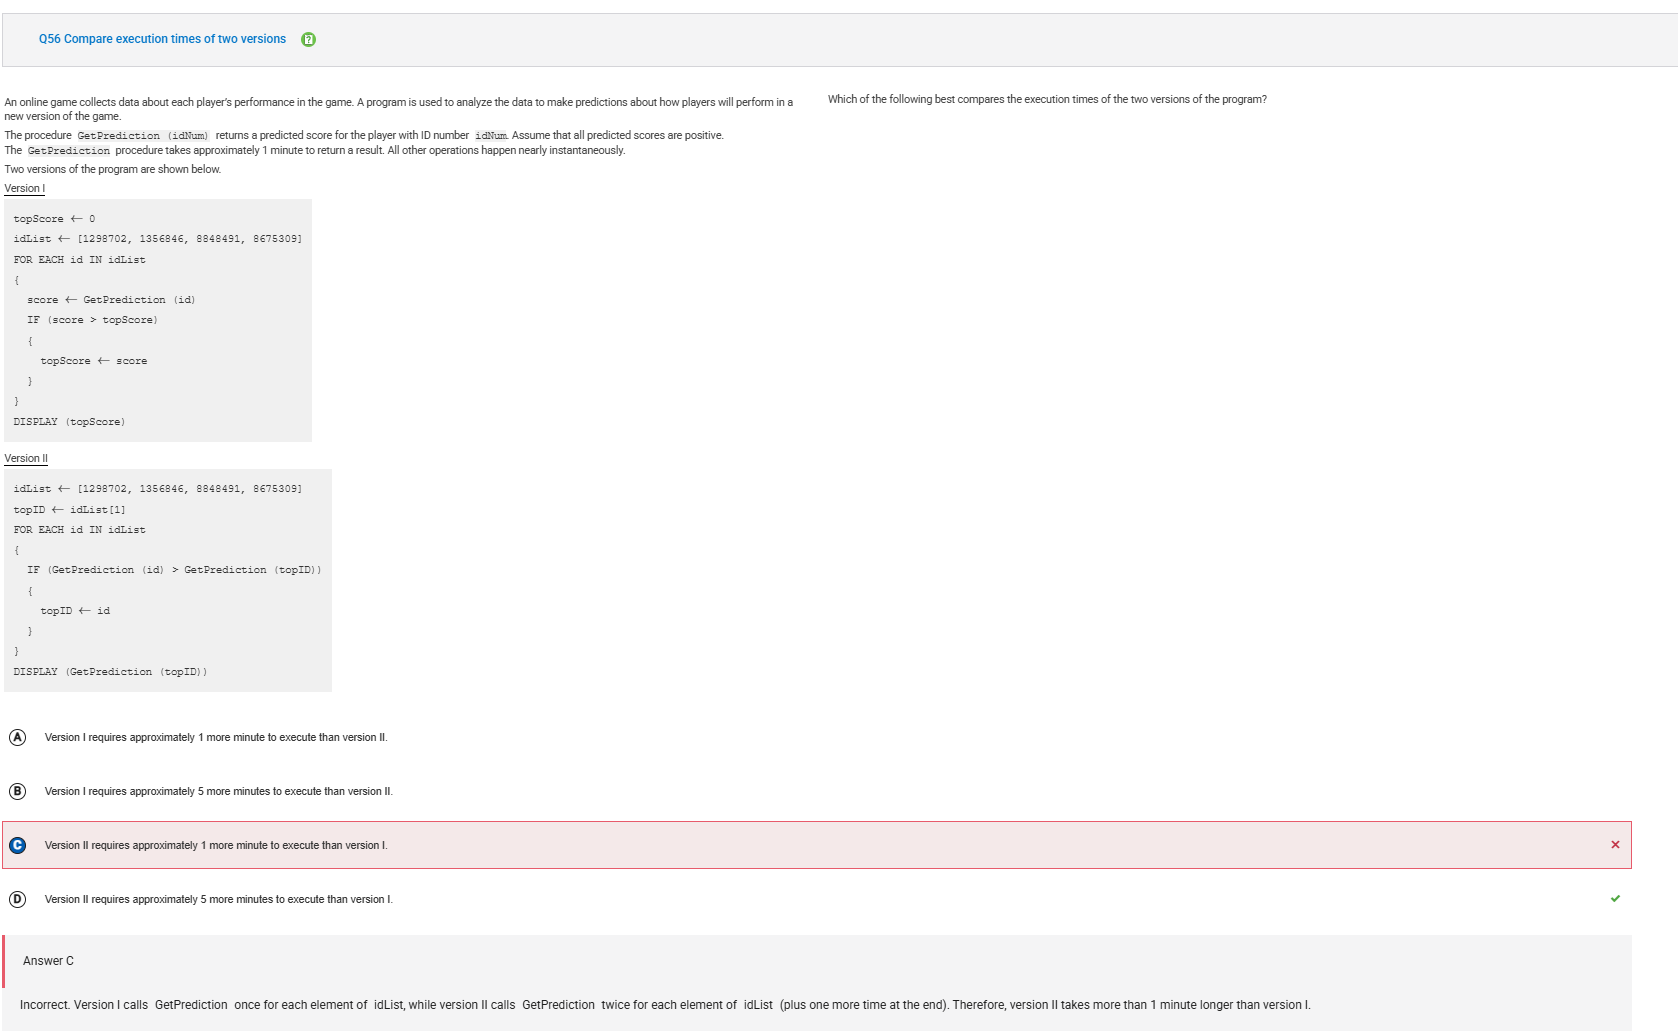 Q56 Compare execution times of two versions
An online game collects data about each player's performance in the game. A program is used to analyze the data to make predictions about how players will perform in a
new version of the game.
The procedure GetPrediction (idNum) returns a predicted score for the player with ID number idNum. Assume that all predicted scores are positive.
The GetPrediction procedure takes approximately 1 minute to return a result. All other operations happen nearly instantaneously.
Two versions of the program are shown below.
Version I
topScore ← 0
idList ← [1298702, 1356846, 8848491, 8675309]
FOR EACH id IN idList
{
score ← GetPrediction (id)
IF (score > topScore)
{
topScore ← score
}
}
DISPLAY (topScore)
Version II
idList ← [1298702, 1356846, 8848491, 8675309]
topID ← idList[1]
FOR EACH id IN idList
{
IF (GetPrediction (id) > GetPrediction (topID))
{
topID ← id
}
}
DISPLAY (GetPrediction (topID))
Which of the following best compares the execution times of the two versions of the program?
A Version I requires approximately 1 more minute to execute than version II.
B Version I requires approximately 5 more minutes to execute than version II.
C Version II requires approximately 1 more minute to execute than version I.
D Version II requires approximately 5 more minutes to execute than version I.
Answer C
Incorrect. Version I calls GetPrediction once for each element of idList, while version II calls GetPrediction twice for each element of idList (plus one more time at the end). Therefore, version II takes more than 1 minute longer than version I.